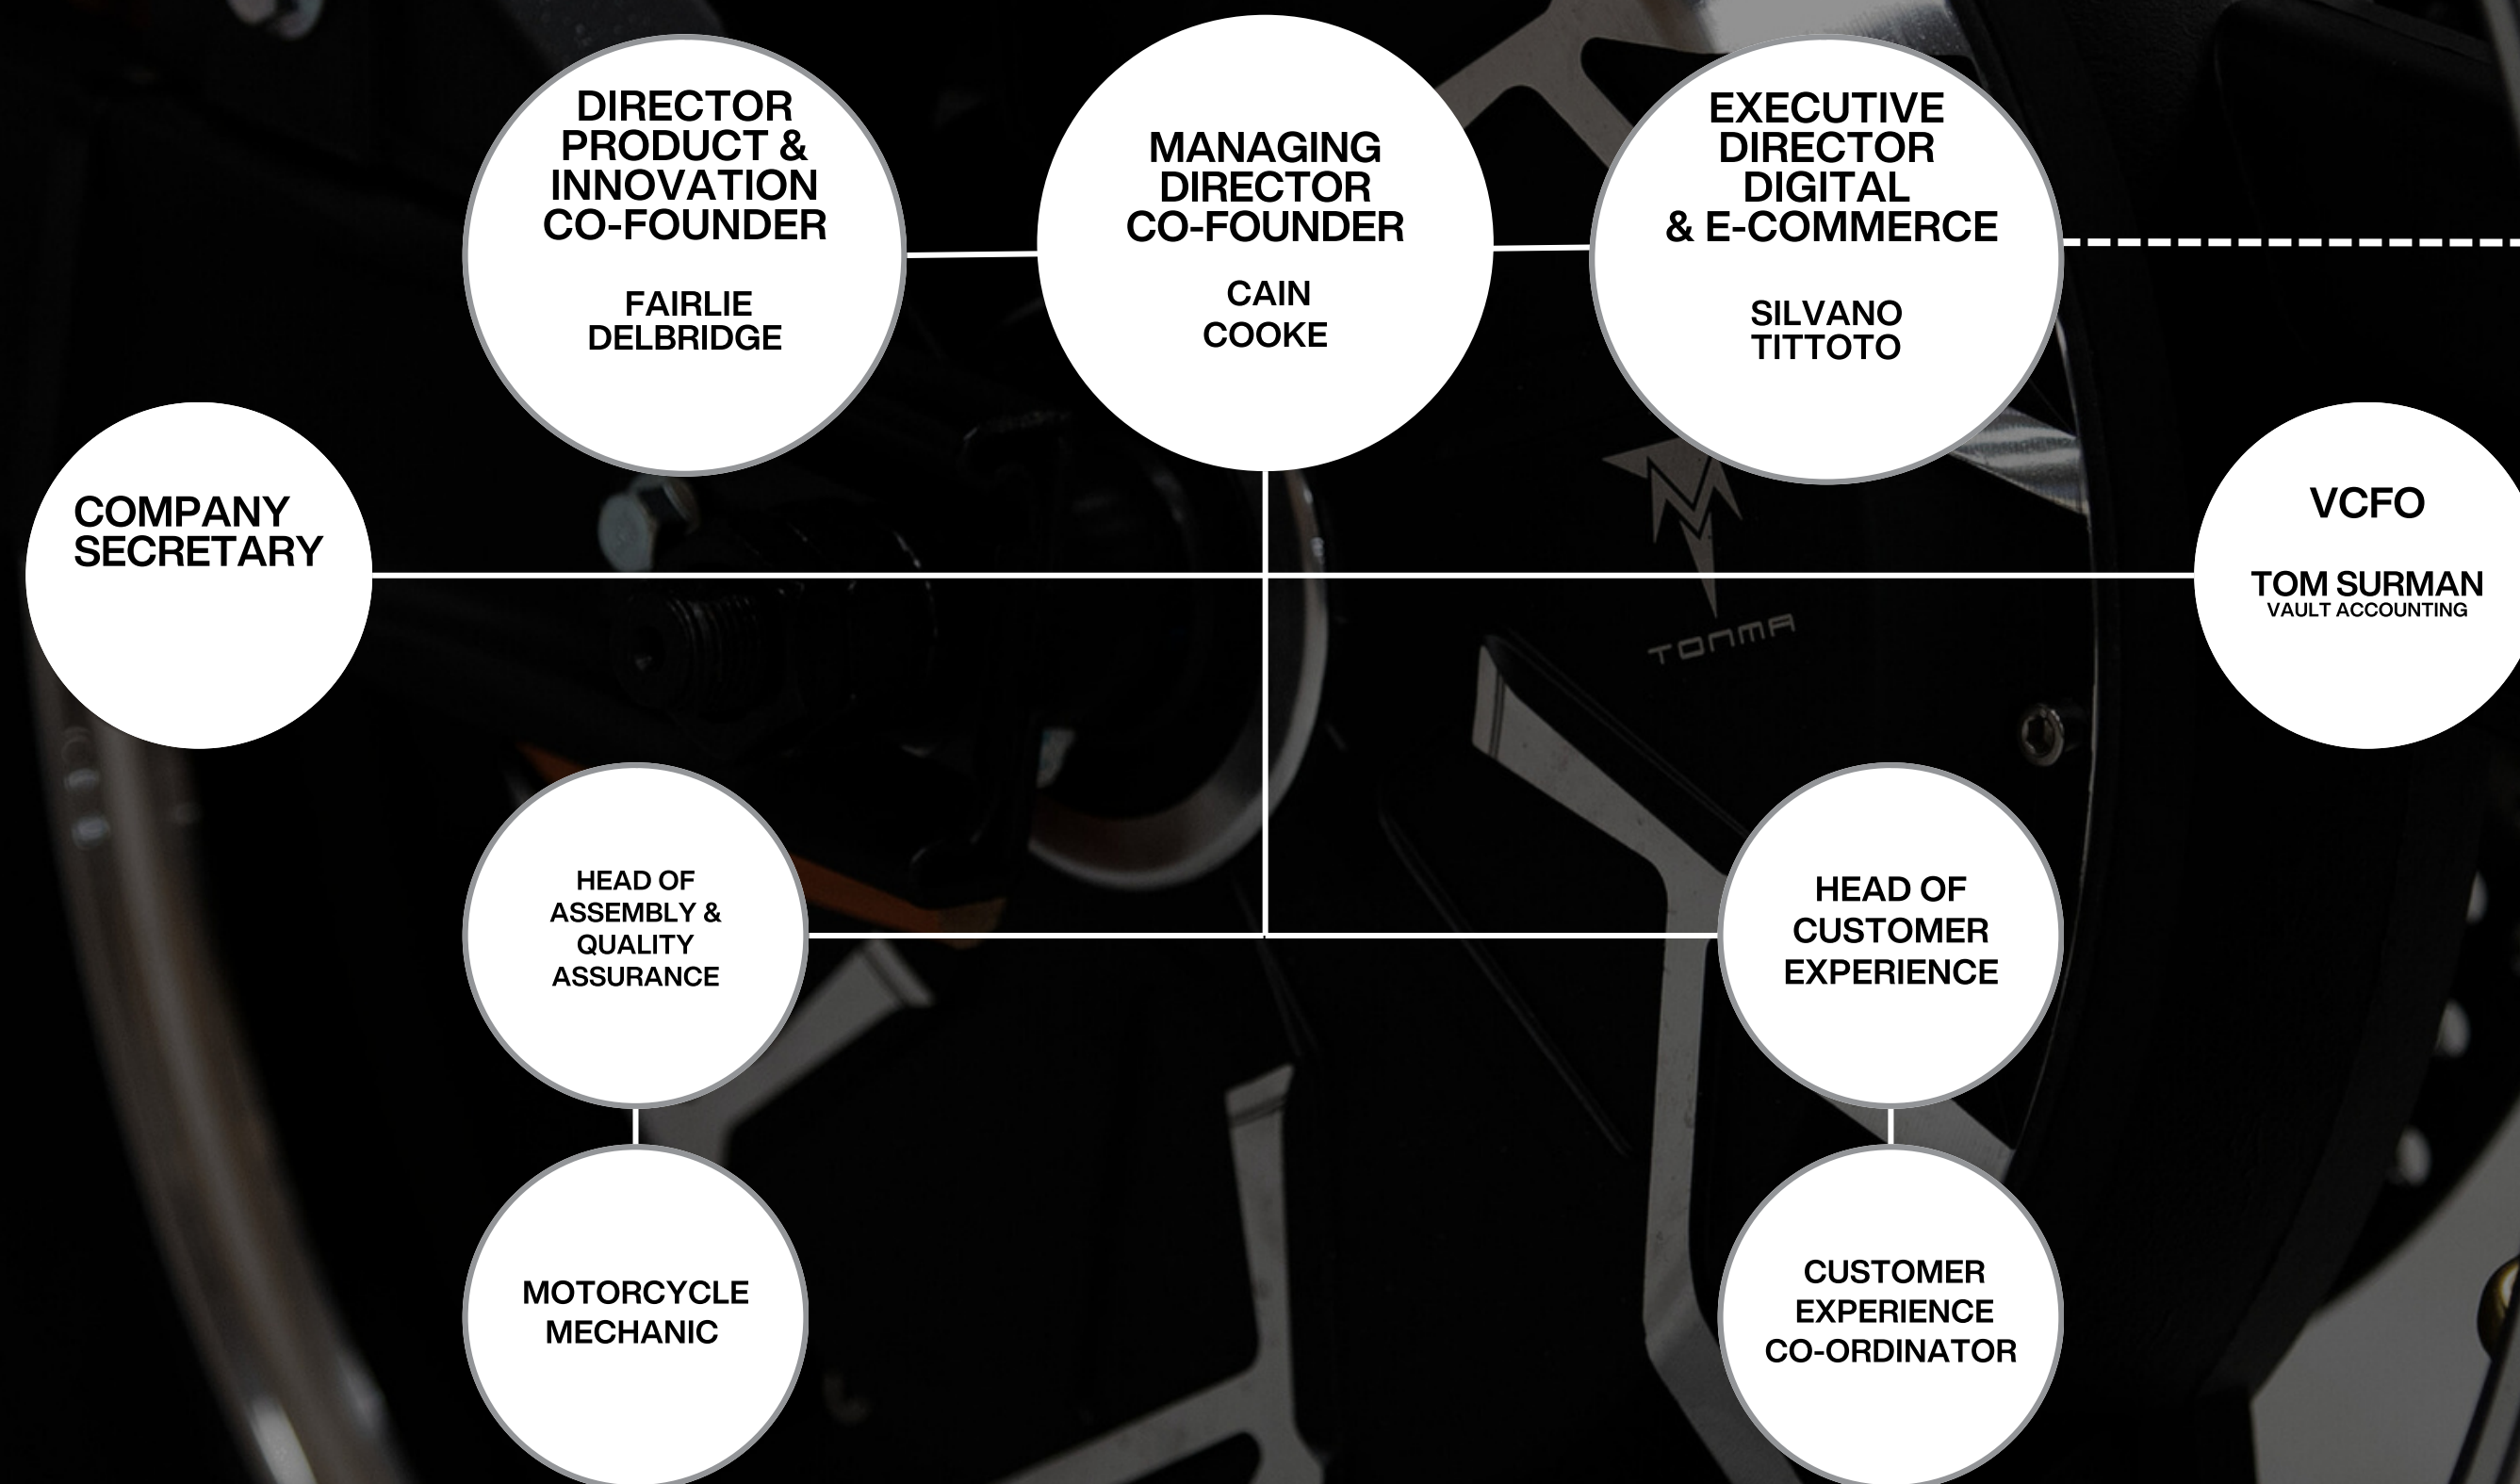 DIRECTOR
PRODUCT &
INNOVATION
CO-FOUNDER
FAIRLIE
DELBRIDGE
MANAGING
DIRECTOR
CO-FOUNDER
CAIN
COOKE
EXECUTIVE
DIRECTOR
DIGITAL
& E-COMMERCE
SILVANO
TITTOTO
COMPANY
SECRETARY
VCFO
TOM SURMAN
VAULT ACCOUNTING
TONMA
HEAD OF
ASSEMBLY &
QUALITY
ASSURANCE
HEAD OF
CUSTOMER
EXPERIENCE
MOTORCYCLE
MECHANIC
CUSTOMER
EXPERIENCE
CO-ORDINATOR